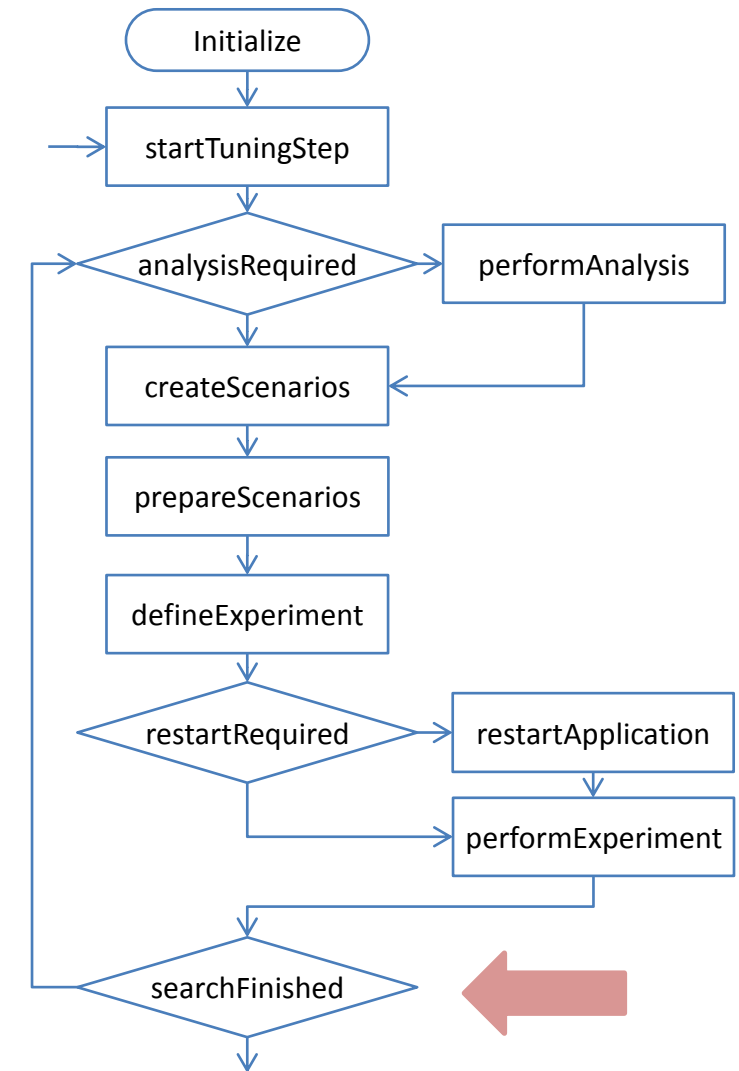 Initialize
startTuningStep
analysisRequired
performAnalysis
createScenarios
prepareScenarios
defineExperiment
restartRequired
restartApplication
performExperiment
searchFinished